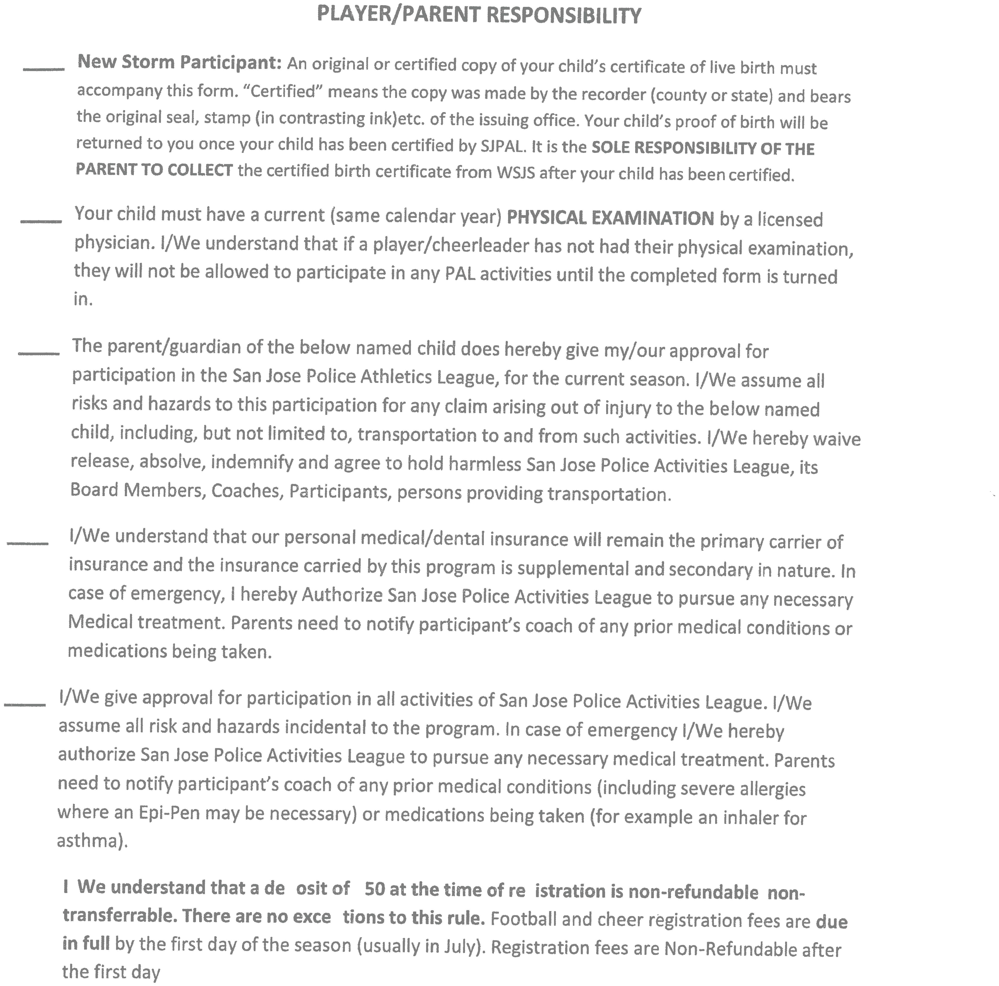 PLAYER/PARENT RESPONSIBILITY
New Storm Participant: An original or certified copy of your child's certificate of live birth must
accompany this form. "Certified" means the copy was made by the recorder (county or state) and bears
the original seal, stamp (in contrasting ink)etc. of the issuing office. Your child's proof of birth will be
returned to you once your child has been certified by SJPAL. It is the SOLE RESPONSIBILITY OF THE
PARENT TO COLLECT the certified birth certificate from WSJS after your child has been certified.
Your child must have a current (same calendar year) PHYSICAL EXAMINATION by a licensed
physician. I/We understand that if a player/cheerleader has not had their physical examination,
they will not be allowed to participate in any PAL activities until the completed form is turned
in.
The parent/guardian of the below named child does hereby give my/our approval for
participation in the San Jose Police Athletics League, for the current season. I/We assume all
risks and hazards to this participation for any claim arising out of injury to the below named
child, including, but not limited to, transportation to and from such activities. I/We hereby waive
release, absolve, indemnify and agree to hold harmless San Jose Police Activities League, its
Board Members, Coaches, Participants, persons providing transportation.
I/We understand that our personal medical/dental insurance will remain the primary carrier of
insurance and the insurance carried by this program is supplemental and secondary in nature. In
case of emergency, I hereby Authorize San Jose Police Activities League to pursue any necessary
Medical treatment. Parents need to notify participant's coach of any prior medical conditions or
medications being taken.
I/We give approval for participation in all activities of San Jose Police Activities League. I/We
assume all risk and hazards incidental to the program. In case of emergency I/We hereby
authorize San Jose Police Activities League to pursue any necessary medical treatment. Parents
need to notify participant's coach of any prior medical conditions (including severe allergies
where an Epi-Pen may be necessary) or medications being taken (for example an inhaler for
asthma).
I We understand that a de osit of 50 at the time of re istration is non-refundable non-
transferrable. There are no exce tions to this rule. Football and cheer registration fees are due
in full by the first day of the season (usually in July). Registration fees are Non-Refundable after
the first day